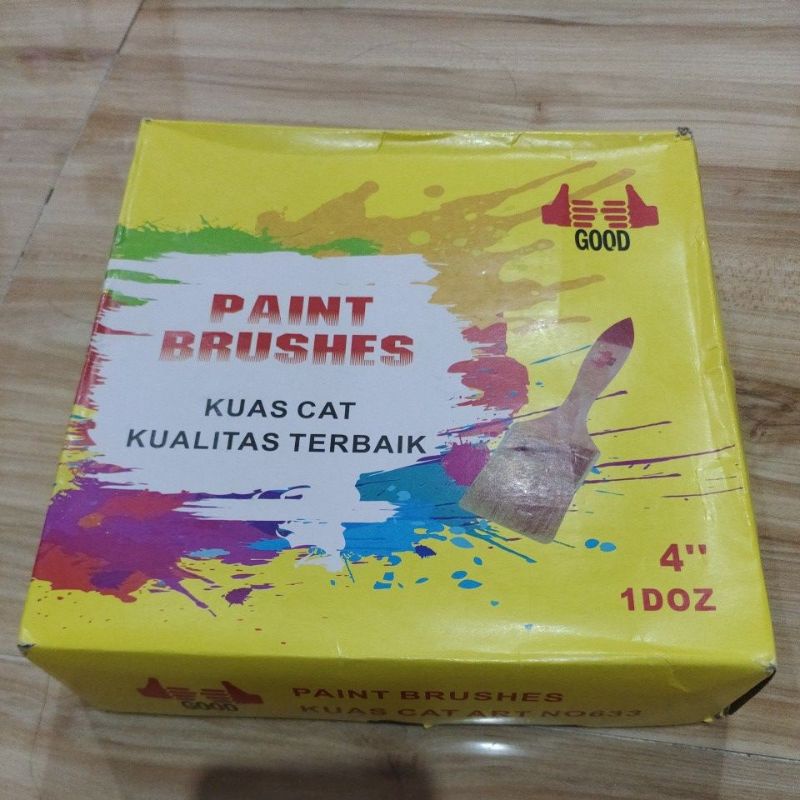 GOOD
PAINT
BRUSHES
KUAS CAT
KUALITAS TERBAIK
4"
1DOZ
GOOD
PAINT BRUSHES
KUAS CAT ART NO633